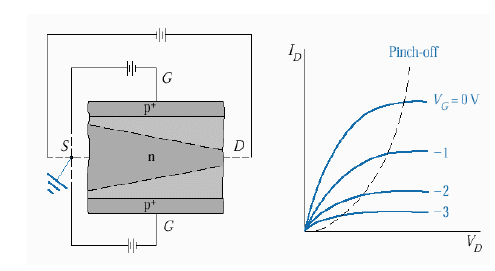 G
p+
S
n
D
p+
G
I_D
Pinch-off
V_G = 0 V
−1
−2
−3
V_D